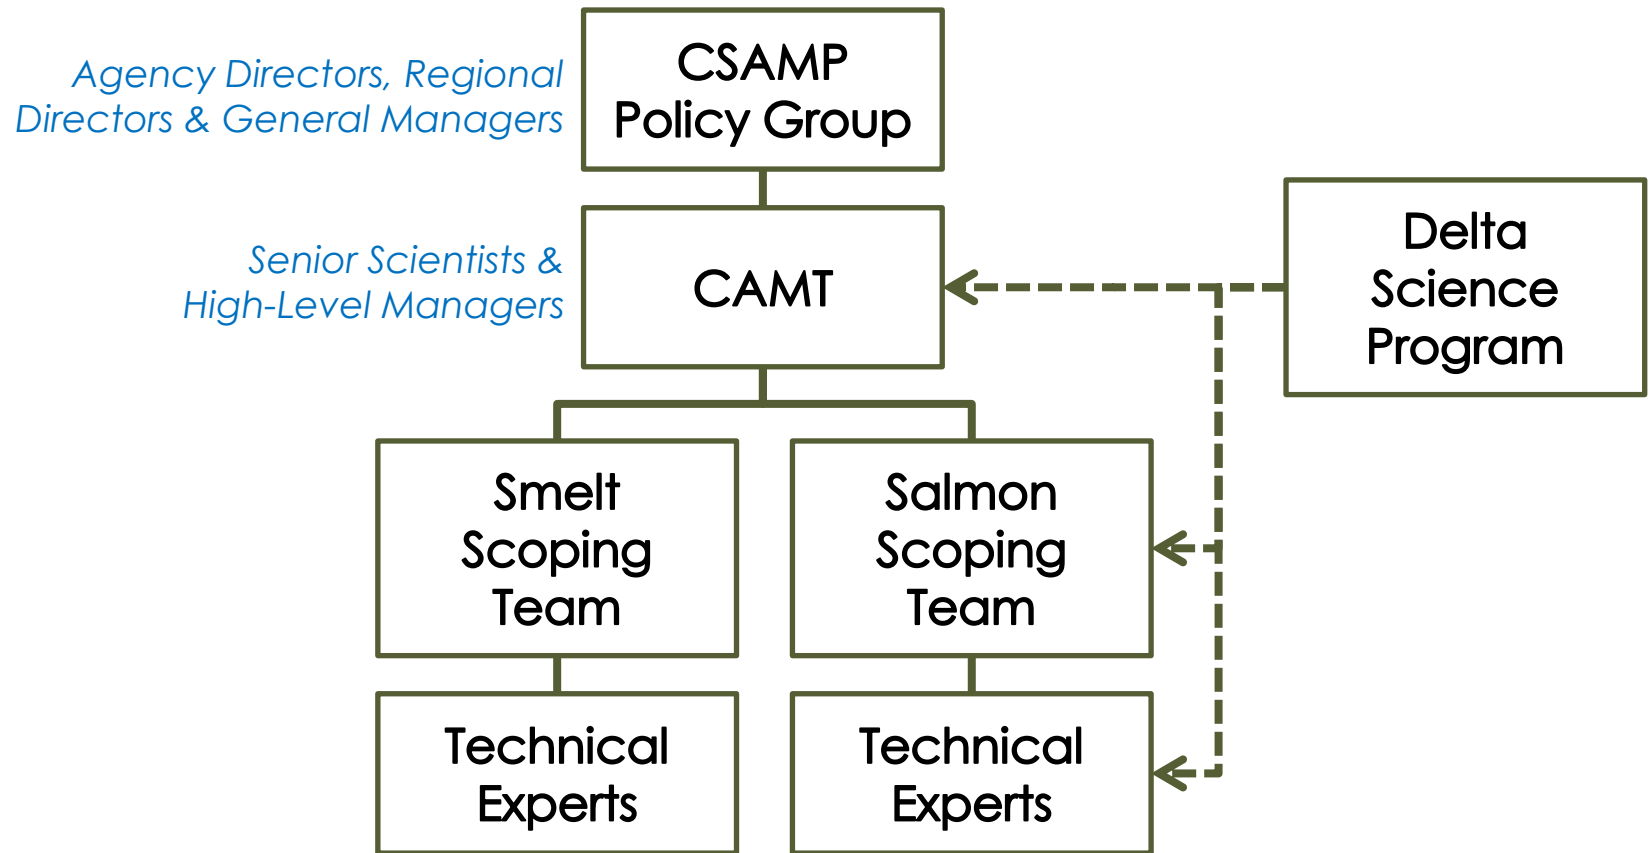 Agency Directors, Regional
Directors & General Managers
CSAMP
Policy Group
Senior Scientists &
High-Level Managers
CAMT
Delta
Science
Program
Smelt
Scoping
Team
Salmon
Scoping
Team
Technical
Experts
Technical
Experts